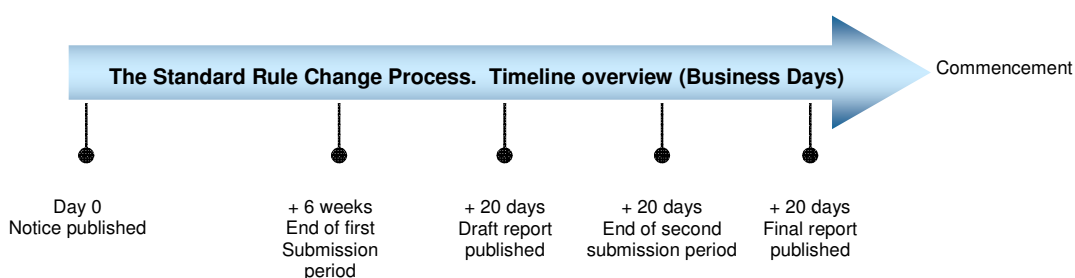 The Standard Rule Change Process. Timeline overview (Business Days)
Commencement
Day 0
Notice published
+ 6 weeks
End of first
Submission
period
+ 20 days
Draft report
published
+ 20 days
End of second
submission period
+ 20 days
Final report
published